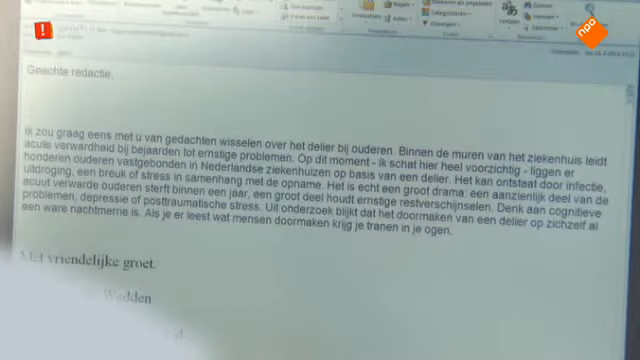 npo
Geachte redactie,
ik zou graag eens met u van gedachten wisselen over het delier bij ouderen. Binnen de muren van het ziekenhuis leidt
acute verwardheid bij bejaarden tot ernstige problemen. Op dit moment - ik schat hier heel voorzichtig - liggen er
honderen ouderen vastgebonden in Nederlandse ziekenhuizen op basis van een delier. Het kan ontstaat door infectie,
uitdroging, een breuk of stress in samenhang met de opname. Het is echt een groot drama: een aanzienlijk deel van de
acuut verwarde ouderen sterft binnen een jaar, een groot deel houdt ernstige restverschijnselen. Denk aan cognitieve
problemen, depressie of posttraumatische stress. Uit onderzoek blijkt dat het doormaken van een delier op zichzelf al
een ware nachtmerrie is. Als je er leest wat mensen doormaken krijg je tranen in je ogen.
Met vriendelijke groet.
Wodden